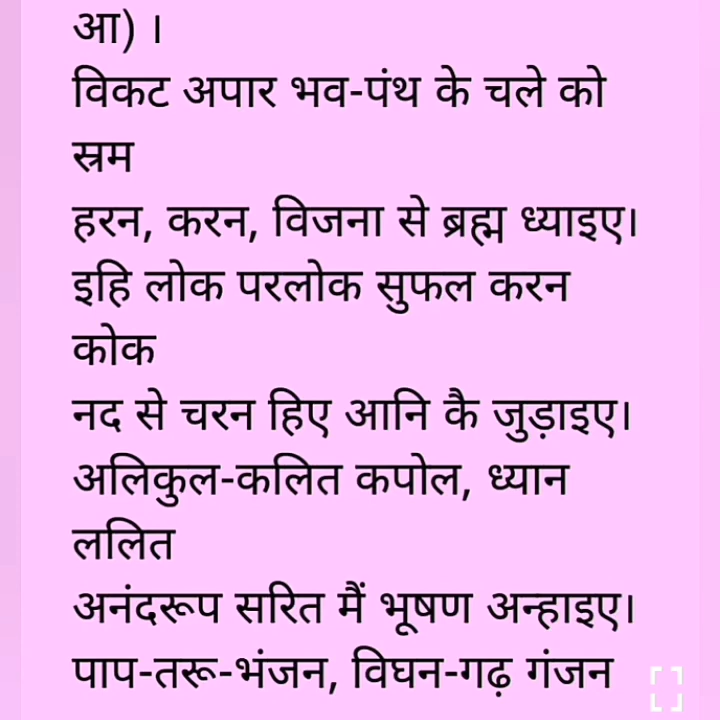 आ) ।
विकट अपार भव-पंथ के चले को
स्रम
हरन, करन, विजना से ब्रह्म ध्याइए।
इहि लोक परलोक सुफल करन
कोक
नद से चरन हिए आनि कै जुड़ाइए।
अलिकुल-कलित कपोल, ध्यान
ललित
अनंदरूप सरित मैं भूषण अन्हाइए।
पाप-तरू-भंजन, विघन-गढ़ गंजन